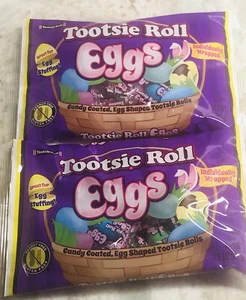 Tootsie Roll
Eggs
great for
Egg
Stuffing!
Individually
Wrapped
Candy Coated, Egg Shaped Tootsie Rolls
Tootsie Roll Eggs
Tootsie Roll
Eggs
great for
Egg
Stuffing!
Individually
Wrapped
Candy Coated, Egg Shaped Tootsie Rolls